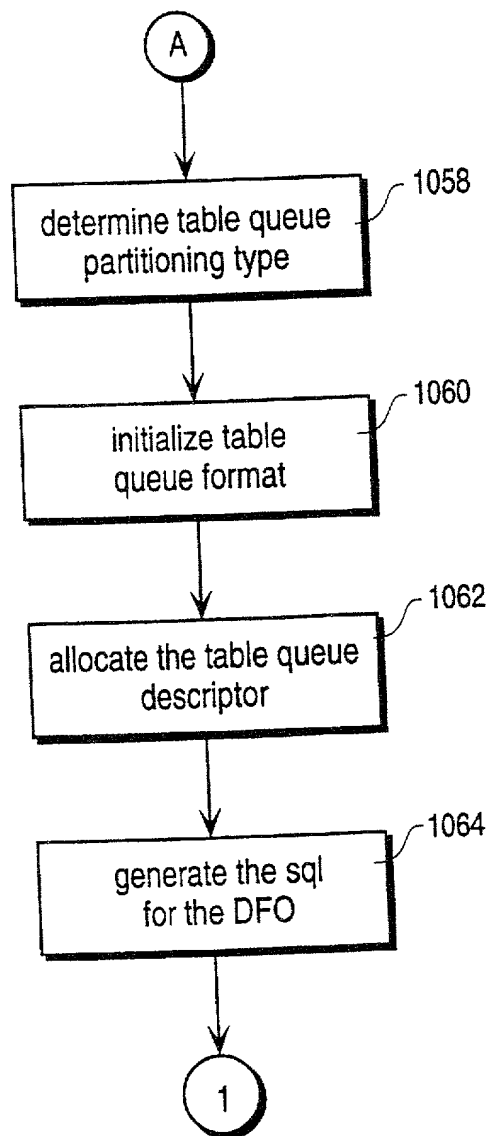 A
determine table queue
partitioning type
1058
initialize table
queue format
1060
allocate the table queue
descriptor
1062
generate the sql
for the DFO
1064
1